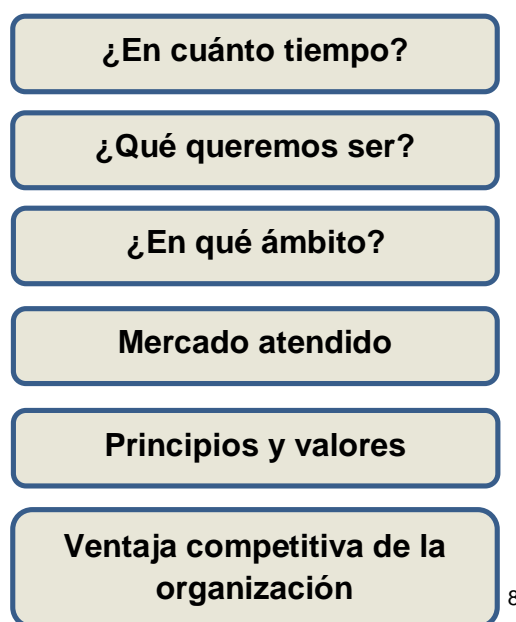 ¿En cuánto tiempo?
¿Qué queremos ser?
¿En qué ámbito?
Mercado atendido
Principios y valores
Ventaja competitiva de la
organización
8